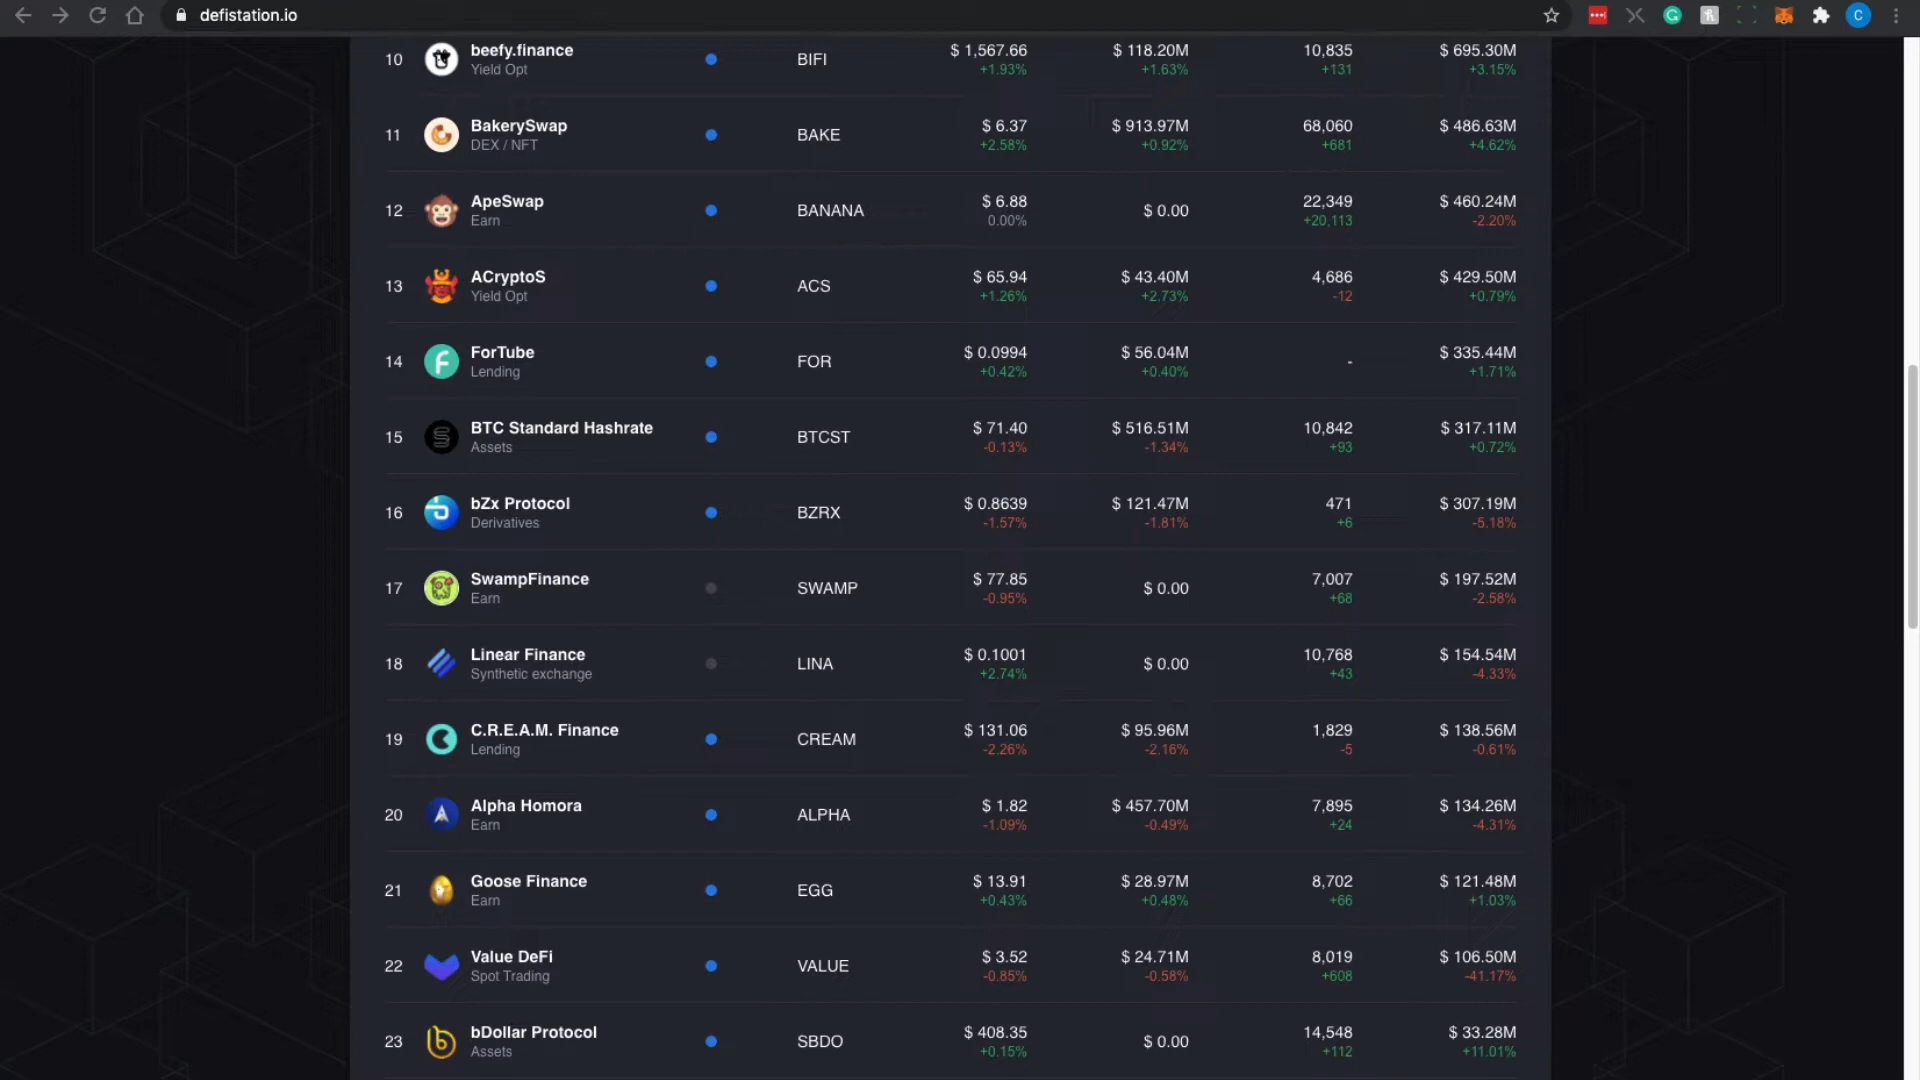 defistation.io
C
10 beefy.finance BIFI $ 1,567.66 $ 118.20M 10,835 $ 695.30M
Yield Opt +1.93% +1.63% +131 +3.15%
11 BakerySwap BAKE $ 6.37 $ 913.97M 68,060 $ 486.63M
DEX / NFT +2.58% +0.92% +681 +4.62%
12 ApeSwap BANANA $ 6.88 $ 0.00 22,349 $ 460.24M
Earn 0.00% +20,113 -2.20%
13 ACryptoS ACS $ 65.94 $ 43.40M 4,686 $ 429.50M
Yield Opt +1.26% +2.73% -12 +0.79%
14 ForTube FOR $ 0.0994 $ 56.04M - $ 335.44M
Lending +0.42% +0.40% +1.71%
15 BTC Standard Hashrate BTCST $ 71.40 $ 516.51M 10,842 $ 317.11M
Assets -0.13% -1.34% +93 +0.72%
16 bZx Protocol BZRX $ 0.8639 $ 121.47M 471 $ 307.19M
Derivatives -1.57% -1.81% +6 -5.18%
17 SwampFinance SWAMP $ 77.85 $ 0.00 7,007 $ 197.52M
Earn -0.95% +68 -2.58%
18 Linear Finance LINA $ 0.1001 $ 0.00 10,768 $ 154.54M
Synthetic exchange +2.74% +43 -4.33%
19 C.R.E.A.M. Finance CREAM $ 131.06 $ 95.96M 1,829 $ 138.56M
Lending -2.26% -2.16% -5 -0.61%
20 Alpha Homora ALPHA $ 1.82 $ 457.70M 7,895 $ 134.26M
Earn -1.09% -0.49% +24 -4.31%
21 Goose Finance EGG $ 13.91 $ 28.97M 8,702 $ 121.48M
Earn +0.43% +0.48% +66 +1.03%
22 Value DeFi VALUE $ 3.52 $ 24.71M 8,019 $ 106.50M
Spot Trading -0.85% -0.58% +608 -41.17%
23 bDollar Protocol SBDO $ 408.35 $ 0.00 14,548 $ 33.28M
Assets +0.15% +112 +11.01%